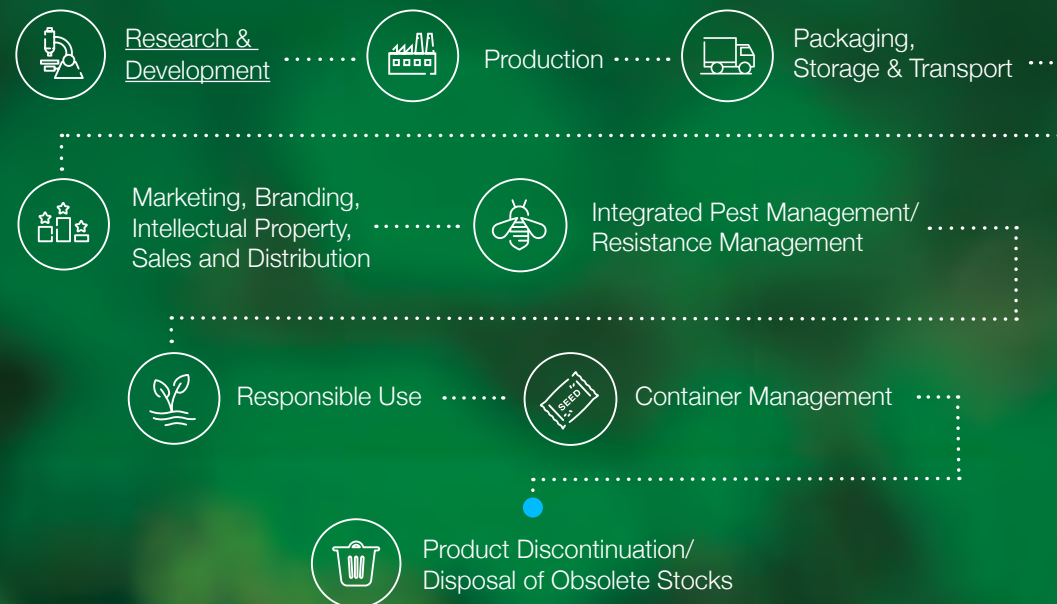 Research &
Development
Production
Packaging,
Storage & Transport
Marketing, Branding,
Intellectual Property,
Sales and Distribution
Integrated Pest Management/
Resistance Management
Responsible Use
SEED
Container Management
Product Discontinuation/
Disposal of Obsolete Stocks